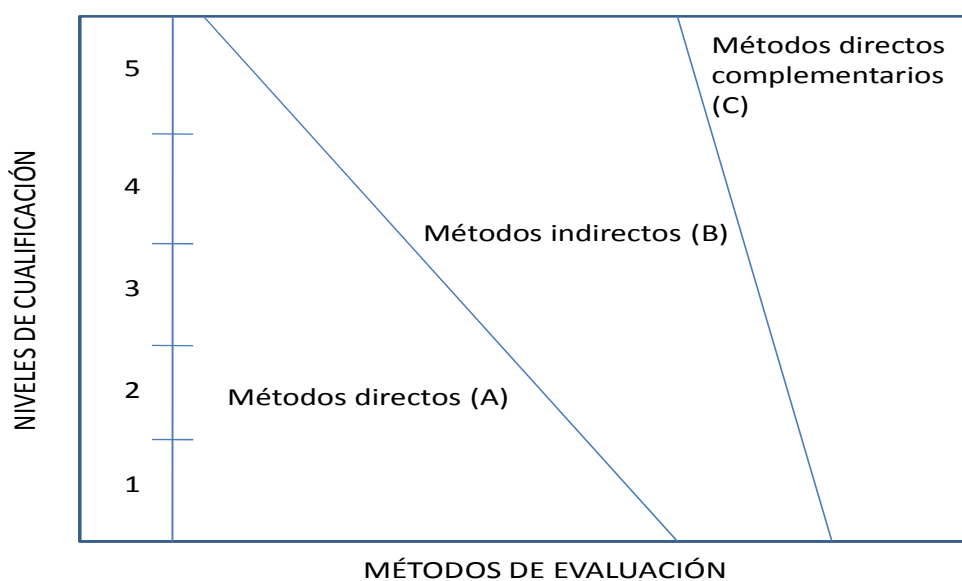 NIVELES DE CUALIFICACIÓN
5
4
3
2
1
Métodos directos
complementarios
(C)
Métodos indirectos (B)
Métodos directos (A)
MÉTODOS DE EVALUACIÓN